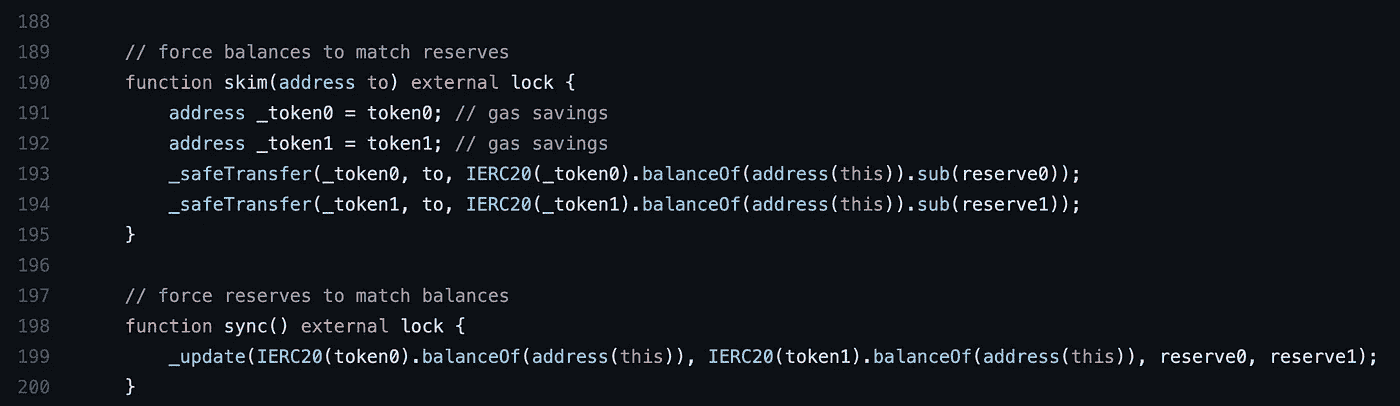 188
189 // force balances to match reserves
190 function skim(address to) external lock {
191 address _token0 = token0; // gas savings
192 address _token1 = token1; // gas savings
193 _safeTransfer(_token0, to, IERC20(_token0).balanceOf(address(this)).sub(reserve0));
194 _safeTransfer(_token1, to, IERC20(_token1).balanceOf(address(this)).sub(reserve1));
195 }
196
197 // force reserves to match balances
198 function sync() external lock {
199 _update(IERC20(token0).balanceOf(address(this)), IERC20(token1).balanceOf(address(this)), reserve0, reserve1);
200 }